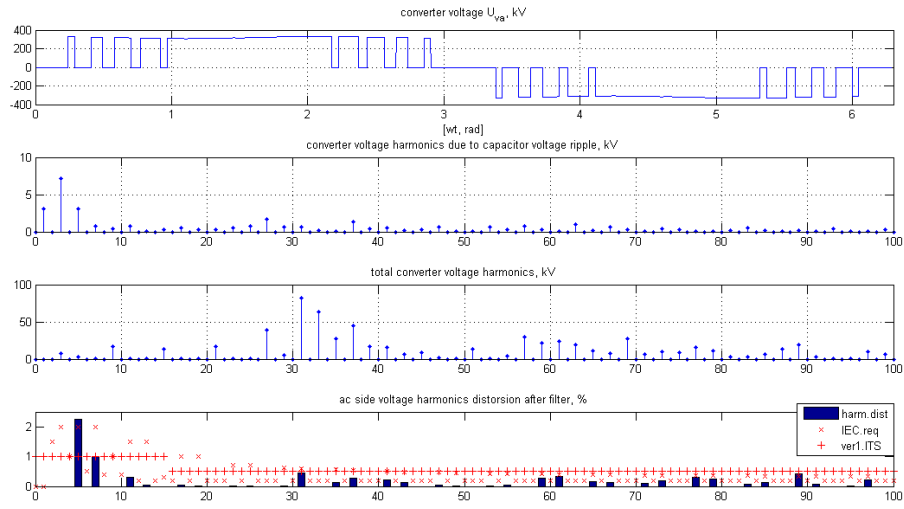 converter voltage U_va, kV
400
200
0
-200
-400
0 1 2 3 4 5 6
[wt, rad]
converter voltage harmonics due to capacitor voltage ripple, kV
10
5
0
0 10 20 30 40 50 60 70 80 90 100
total converter voltage harmonics, kV
100
50
0
0 10 20 30 40 50 60 70 80 90 100
ac side voltage harmonics distorsion after filter, %
2
1
0
0 10 20 30 40 50 60 70 80 90 100
harm.dist
IEC.req
ver1.ITS